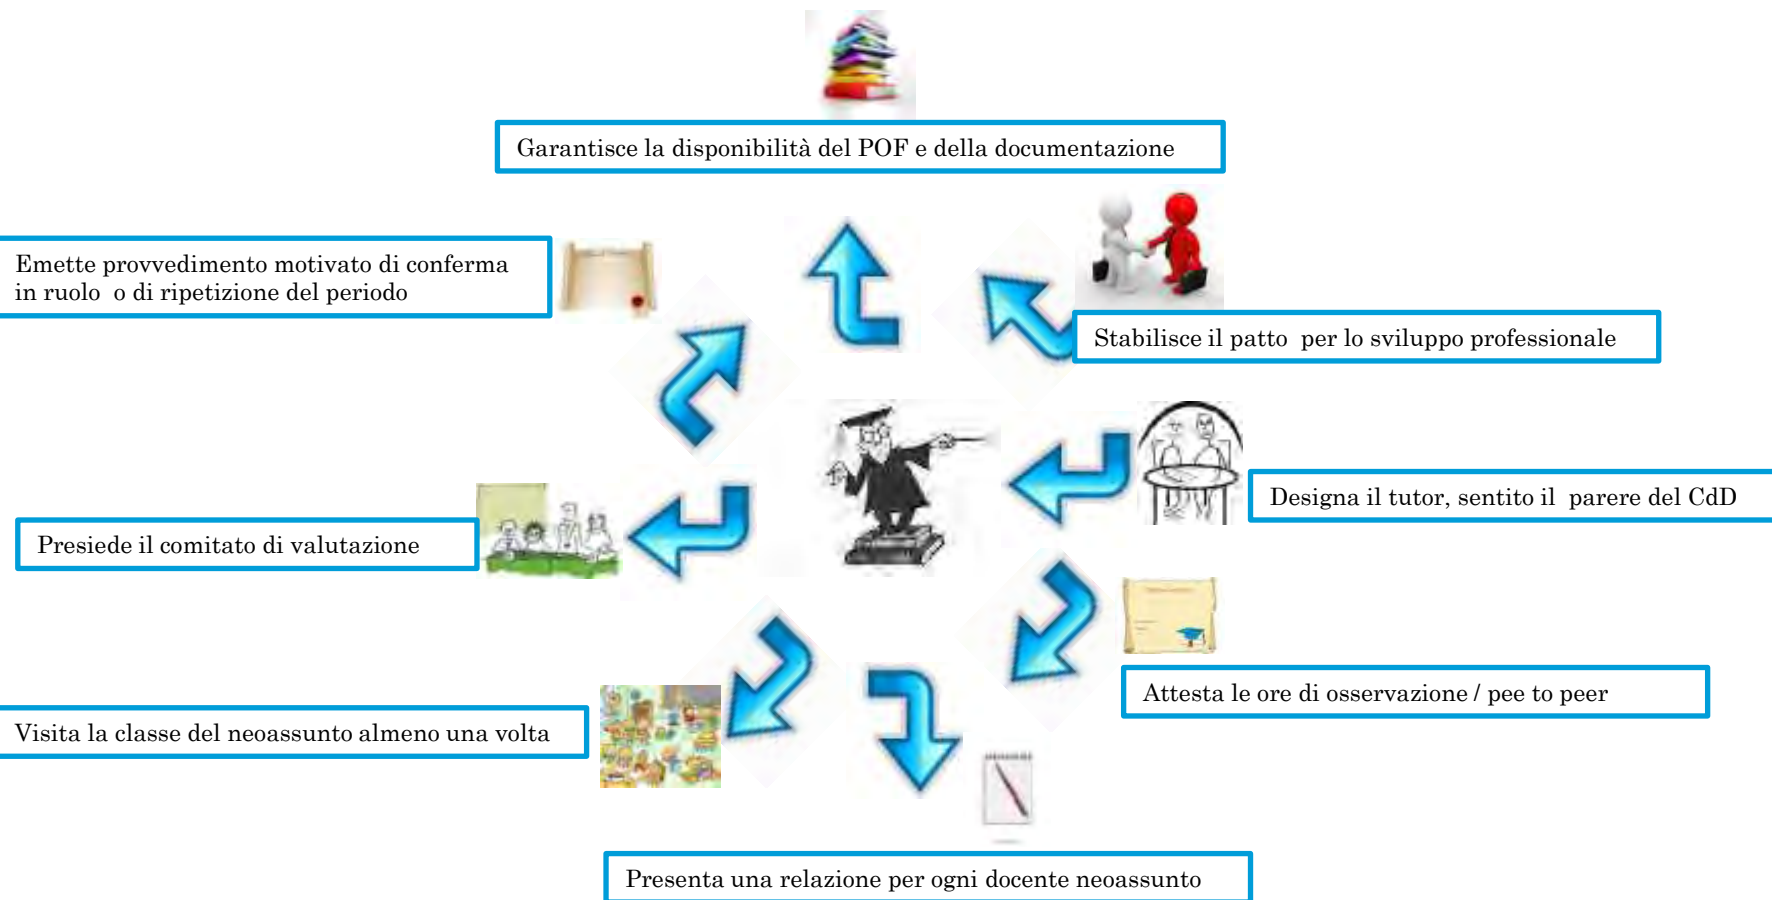 Garantisce la disponibilità del POF e della documentazione
Emette provvedimento motivato di conferma
in ruolo o di ripetizione del periodo
Stabilisce il patto per lo sviluppo professionale
Designa il tutor, sentito il parere del CdD
Presiede il comitato di valutazione
Attesta le ore di osservazione / pee to peer
Visita la classe del neoassunto almeno una volta
Presenta una relazione per ogni docente neoassunto